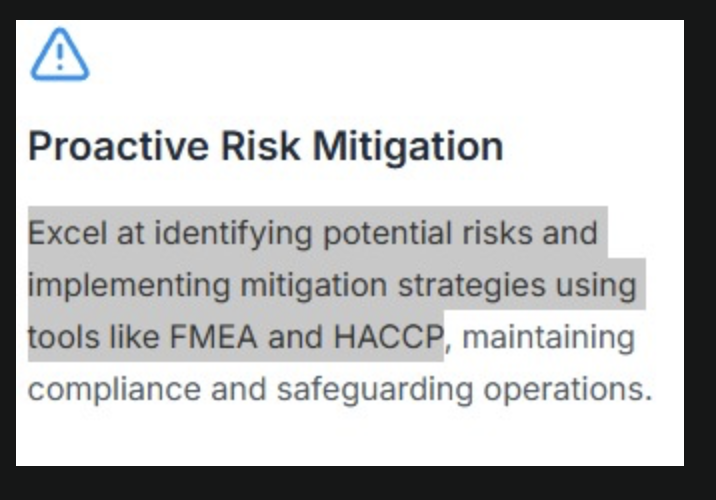 Proactive Risk Mitigation
Excel at identifying potential risks and
implementing mitigation strategies using
tools like FMEA and HACCP, maintaining
compliance and safeguarding operations.